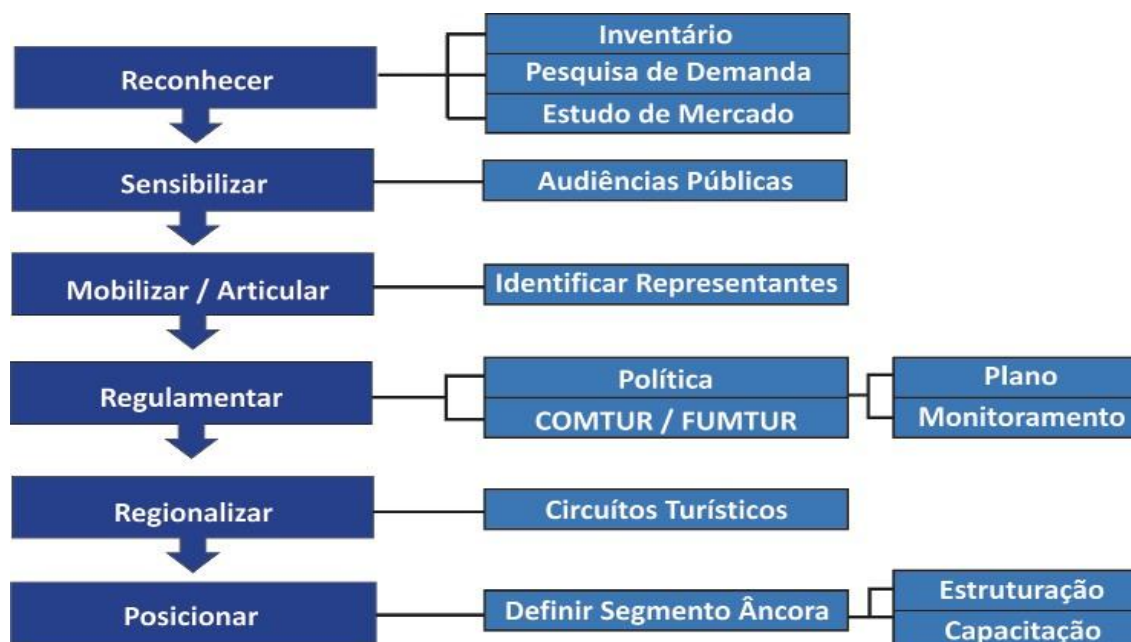 Reconhecer
Inventário
Pesquisa de Demanda
Estudo de Mercado
Sensibilizar
Audiências Públicas
Mobilizar / Articular
Identificar Representantes
Regulamentar
Política
COMTUR / FUMTUR
Plano
Monitoramento
Regionalizar
Circuítos Turísticos
Posicionar
Definir Segmento Âncora
Estruturação
Capacitação